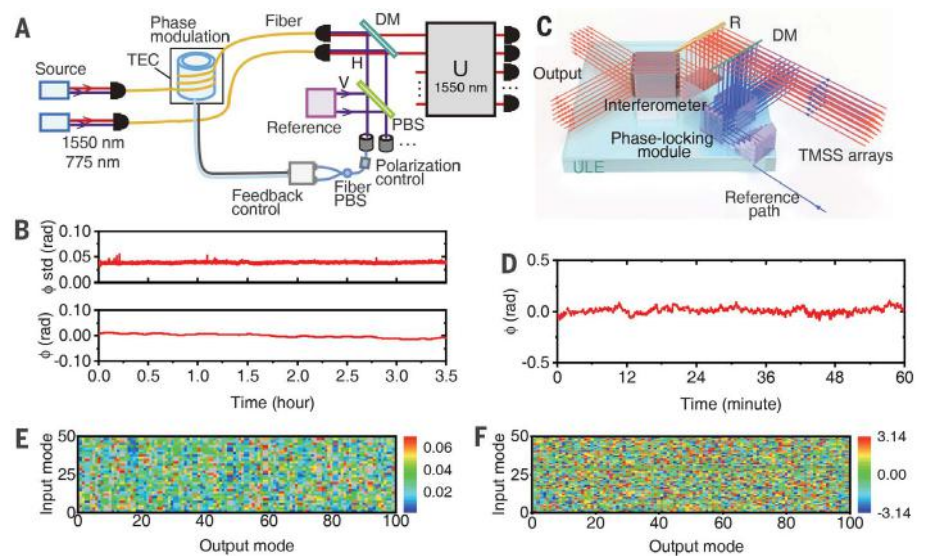 A
Phase modulation
TEC
Fiber
DM
Source
1550 nm
775 nm
V
H
Reference
PBS
U
1550 nm
...
Polarization control
Fiber PBS
Feedback control
C
R
DM
Output
Interferometer
Phase-locking module
TMSS arrays
ULE
Reference path
B
ϕ std (rad)
0.10
0.05
0.00
ϕ (rad)
0.10
0.00
-0.10
0.0 0.5 1.0 1.5 2.0 2.5 3.0 3.5
Time (hour)
D
ϕ (rad)
0.5
0.0
-0.5
0 12 24 36 48 60
Time (minute)
E
Input mode
50
25
0
0 20 40 60 80 100
Output mode
0.06
0.04
0.02
F
Input mode
50
25
0
0 20 40 60 80 100
Output mode
3.14
0.00
-3.14